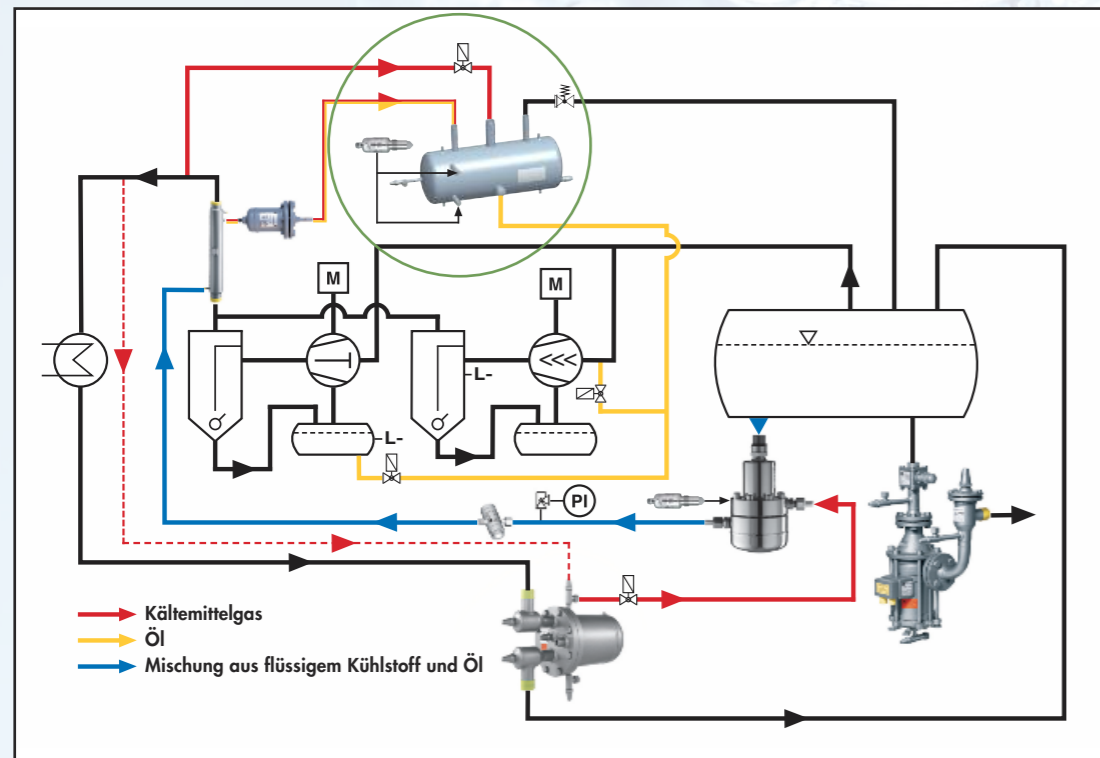 M
M
-L-
-L-
PI
Kältemittelgas
Öl
Mischung aus flüssigem Kühlstoff und Öl